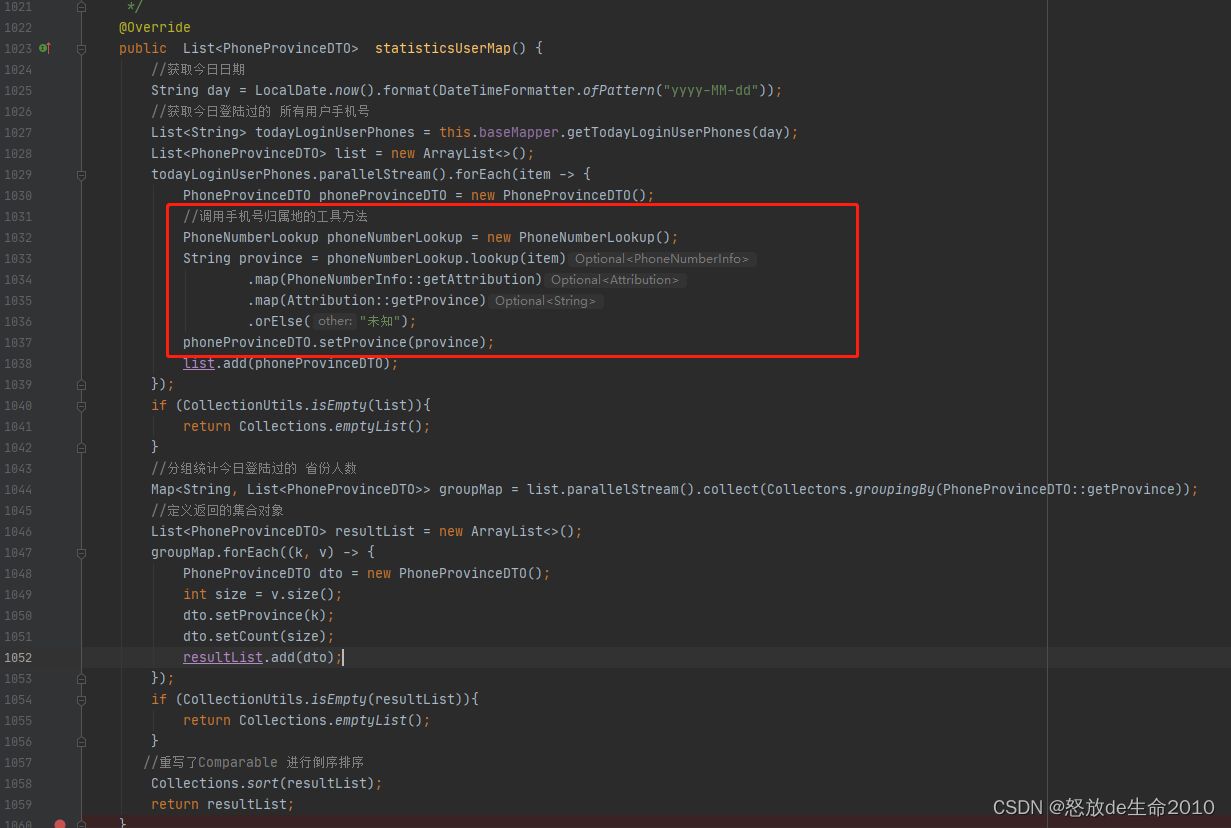 1021 */
1022 @Override
1023 public List<PhoneProvinceDTO> statisticsUserMap() {
1024 //获取今日日期
1025 String day = LocalDate.now().format(DateTimeFormatter.ofPattern("yyyy-MM-dd"));
1026 //获取今日登陆过的 所有用户手机号
1027 List<String> todayLoginUserPhones = this.baseMapper.getTodayLoginUserPhones(day);
1028 List<PhoneProvinceDTO> list = new ArrayList<>();
1029 todayLoginUserPhones.parallelStream().forEach(item -> {
1030 PhoneProvinceDTO phoneProvinceDTO = new PhoneProvinceDTO();
1031 //调用手机号归属地的工具方法
1032 PhoneNumberLookup phoneNumberLookup = new PhoneNumberLookup();
1033 String province = phoneNumberLookup.lookup(item) Optional<PhoneNumberInfo>
1034 .map(PhoneNumberInfo::getAttribution) Optional<Attribution>
1035 .map(Attribution::getProvince) Optional<String>
1036 .orElse( other: "未知");
1037 phoneProvinceDTO.setProvince(province);
1038 list.add(phoneProvinceDTO);
1039 });
1040 if (CollectionUtils.isEmpty(list)){
1041 return Collections.emptyList();
1042 }
1043 //分组统计今日登陆过的 省份人数
1044 Map<String, List<PhoneProvinceDTO>> groupMap = list.parallelStream().collect(Collectors.groupingBy(PhoneProvinceDTO::getProvince));
1045 //定义返回的集合对象
1046 List<PhoneProvinceDTO> resultList = new ArrayList<>();
1047 groupMap.forEach((k, v) -> {
1048 PhoneProvinceDTO dto = new PhoneProvinceDTO();
1049 int size = v.size();
1050 dto.setProvince(k);
1051 dto.setCount(size);
1052 resultList.add(dto);
1053 });
1054 if (CollectionUtils.isEmpty(resultList)){
1055 return Collections.emptyList();
1056 }
1057 //重写了Comparable 进行倒序排序
1058 Collections.sort(resultList);
1059 return resultList;
1060 }
CSDN @怒放de生命2010